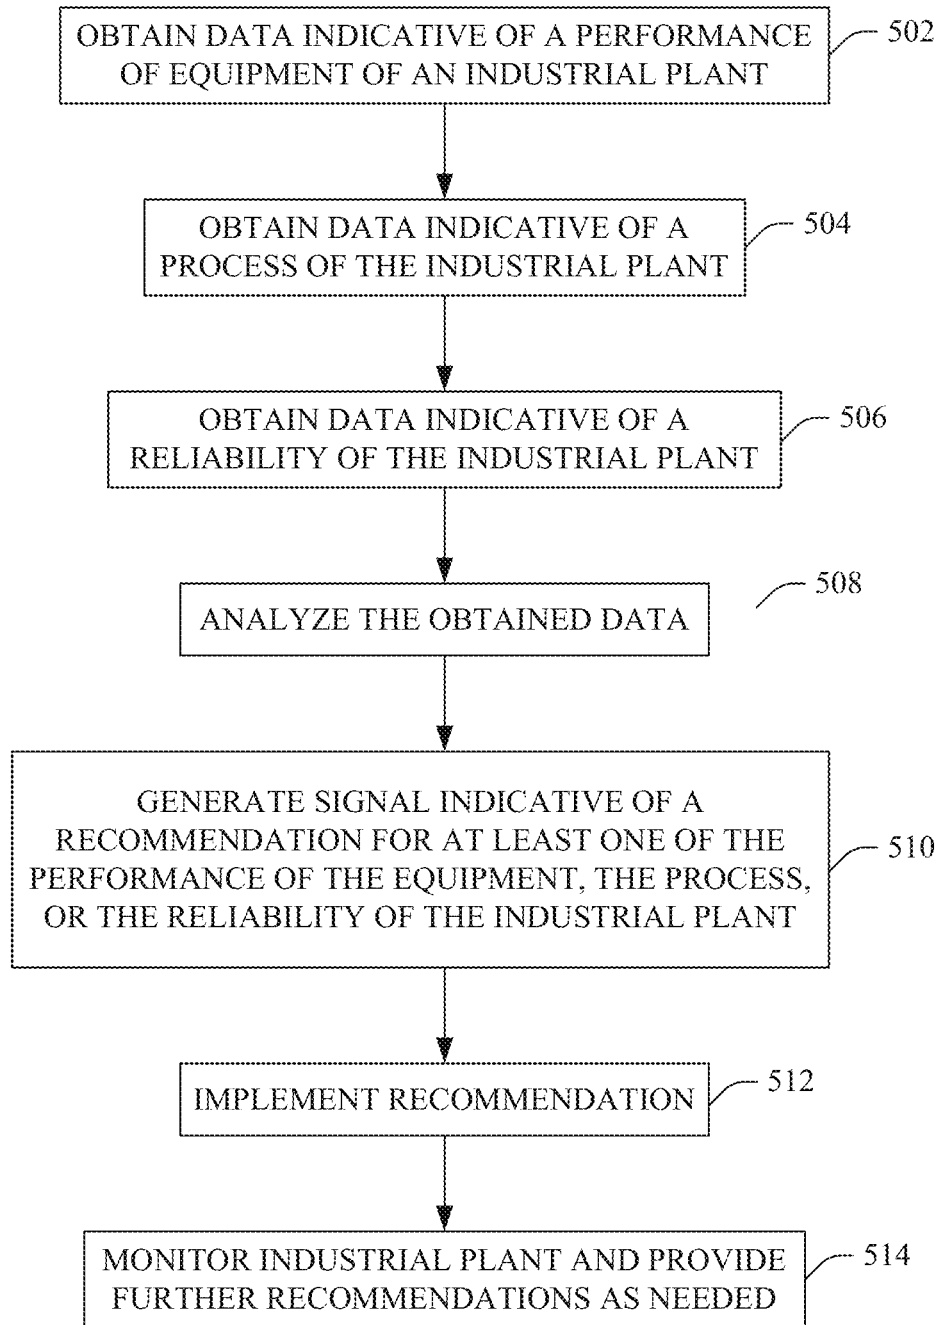 OBTAIN DATA INDICATIVE OF A PERFORMANCE
OF EQUIPMENT OF AN INDUSTRIAL PLANT
502
OBTAIN DATA INDICATIVE OF A
PROCESS OF THE INDUSTRIAL PLANT
504
OBTAIN DATA INDICATIVE OF A
RELIABILITY OF THE INDUSTRIAL PLANT
506
ANALYZE THE OBTAINED DATA
508
GENERATE SIGNAL INDICATIVE OF A
RECOMMENDATION FOR AT LEAST ONE OF THE
PERFORMANCE OF THE EQUIPMENT, THE PROCESS,
OR THE RELIABILITY OF THE INDUSTRIAL PLANT
510
IMPLEMENT RECOMMENDATION
512
MONITOR INDUSTRIAL PLANT AND PROVIDE
FURTHER RECOMMENDATIONS AS NEEDED
514